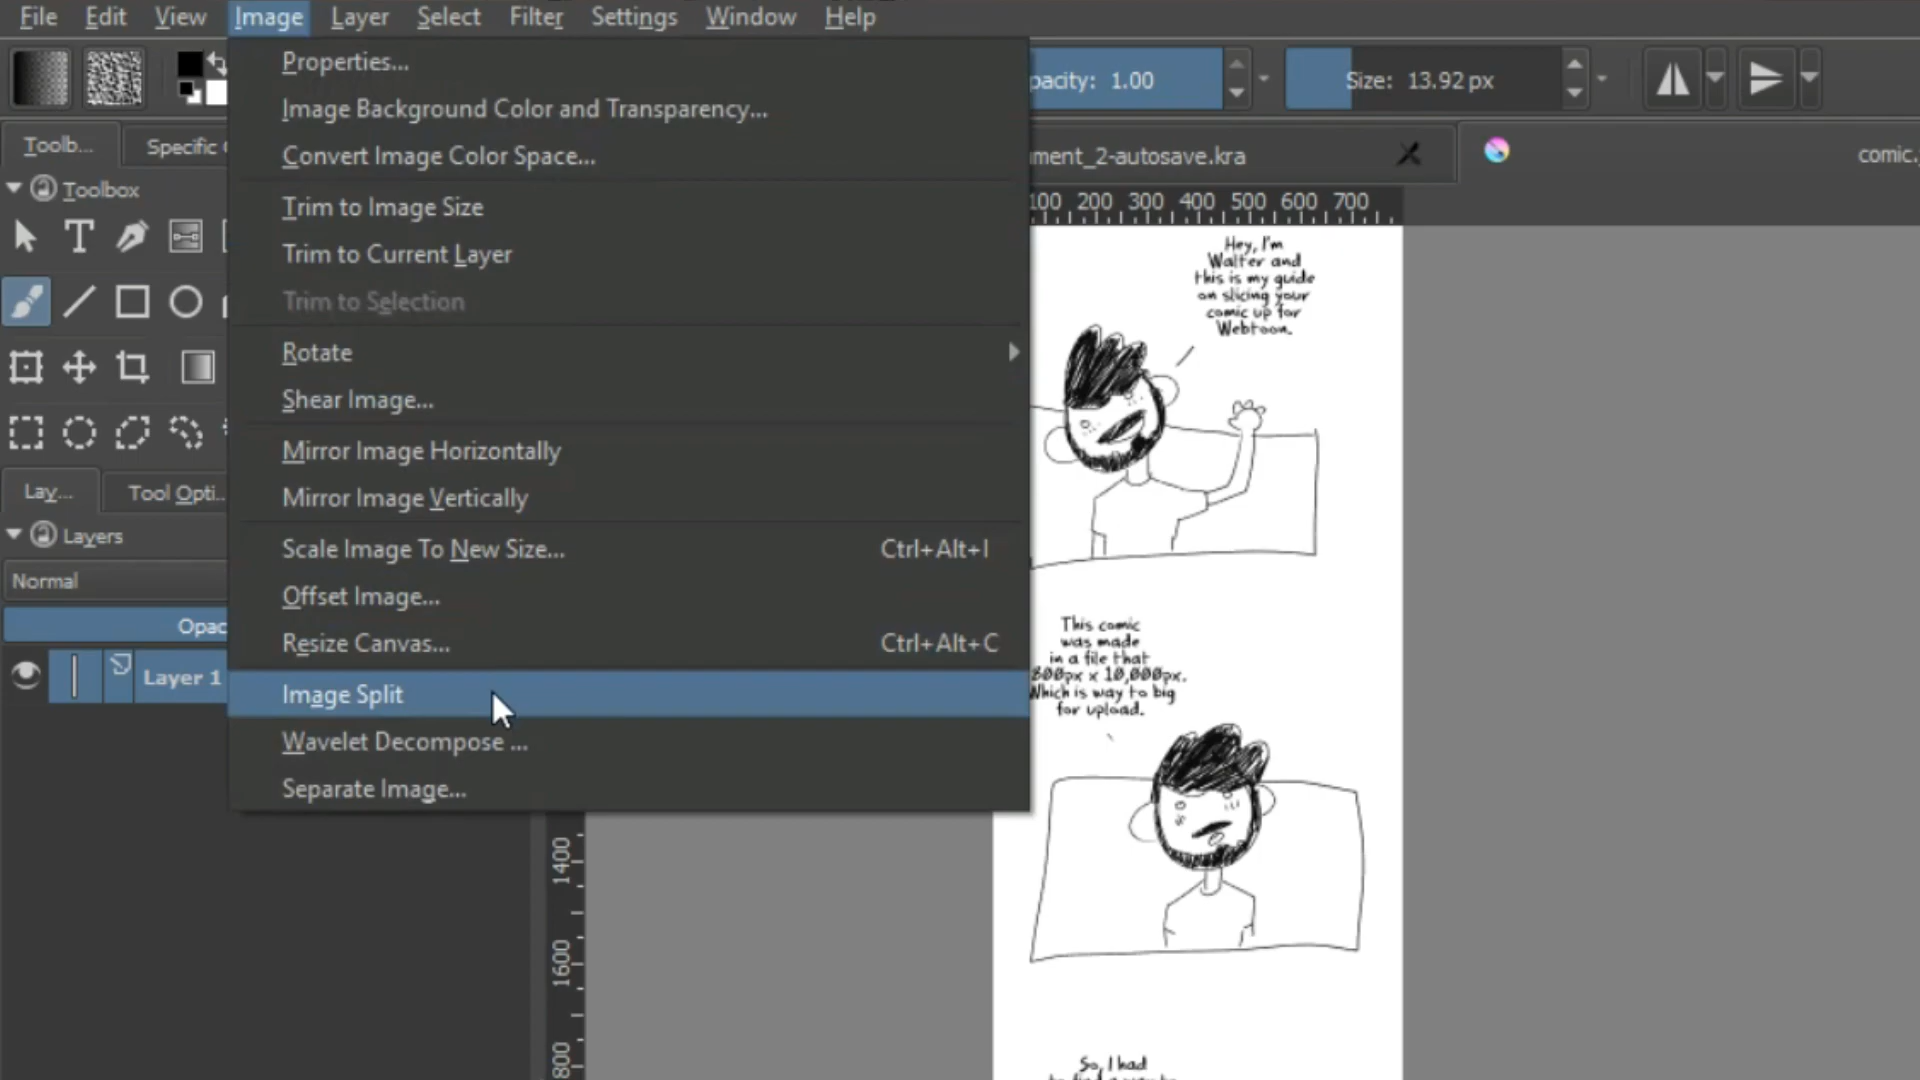 File Edit View Image Layer Select Filter Settings Window Help
Properties...
Image Background Color and Transparency...
Convert Image Color Space...
Trim to Image Size
Trim to Current Layer
Trim to Selection
Rotate
Shear Image...
Mirror Image Horizontally
Mirror Image Vertically
Scale Image To New Size... Ctrl+Alt+I
Offset Image...
Resize Canvas... Ctrl+Alt+C
Image Split
Wavelet Decompose ...
Separate Image...
pacity: 1.00
Size: 13.92 px
Toolb... Specific
Toolbox
Lay... Tool Opti...
Layers
Normal
Opac
Layer 1
ment_2-autosave.kra
comic.
100 200 300 400 500 600 700
1400
1600
800
Hey, I'm
Walter and
this is my guide
on slicing your
comic up for
Webtoon.
This comic
was made
in a file that
800px x 10,000px.
Which is way to big
for upload.
So, I had